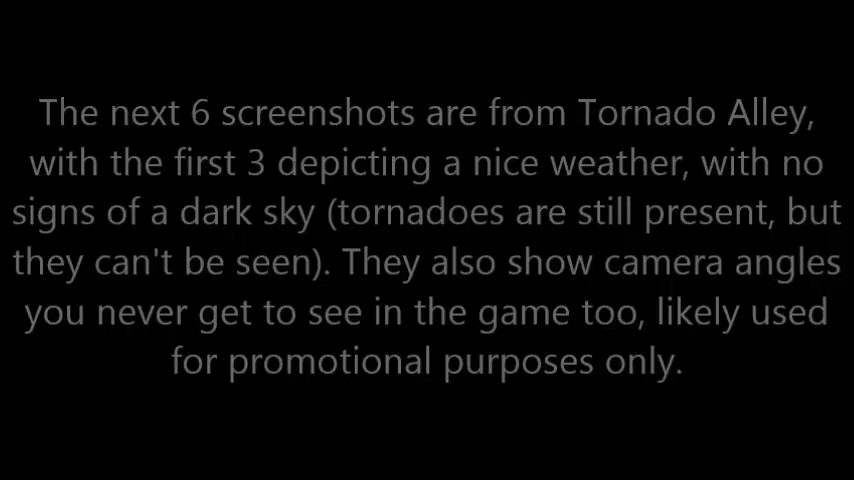 The next 6 screenshots are from Tornado Alley,
with the first 3 depicting a nice weather, with no
signs of a dark sky (tornadoes are still present, but
they can't be seen). They also show camera angles
you never get to see in the game too, likely used
for promotional purposes only.